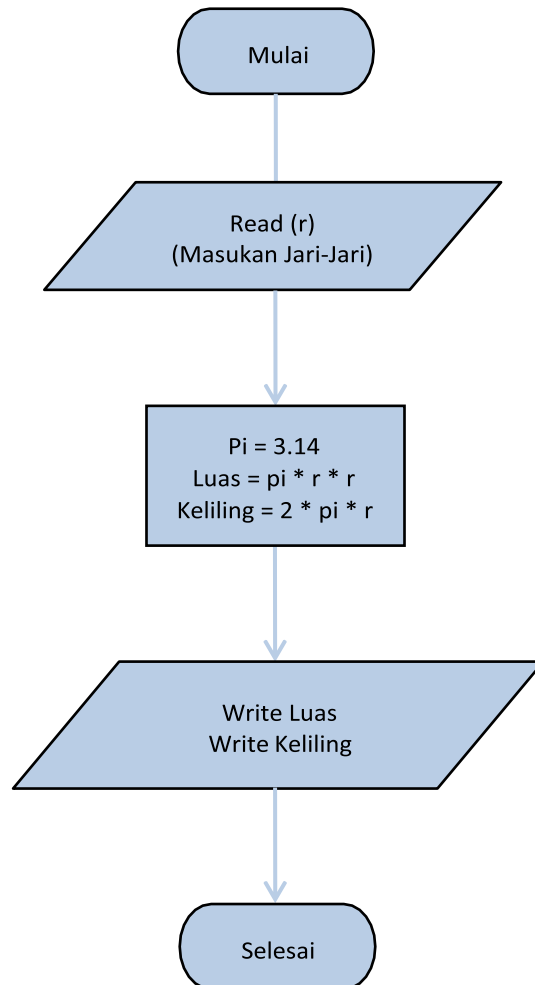 Mulai
Read (r)
(Masukan Jari-Jari)
Pi = 3.14
Luas = pi * r * r
Keliling = 2 * pi * r
Write Luas
Write Keliling
Selesai